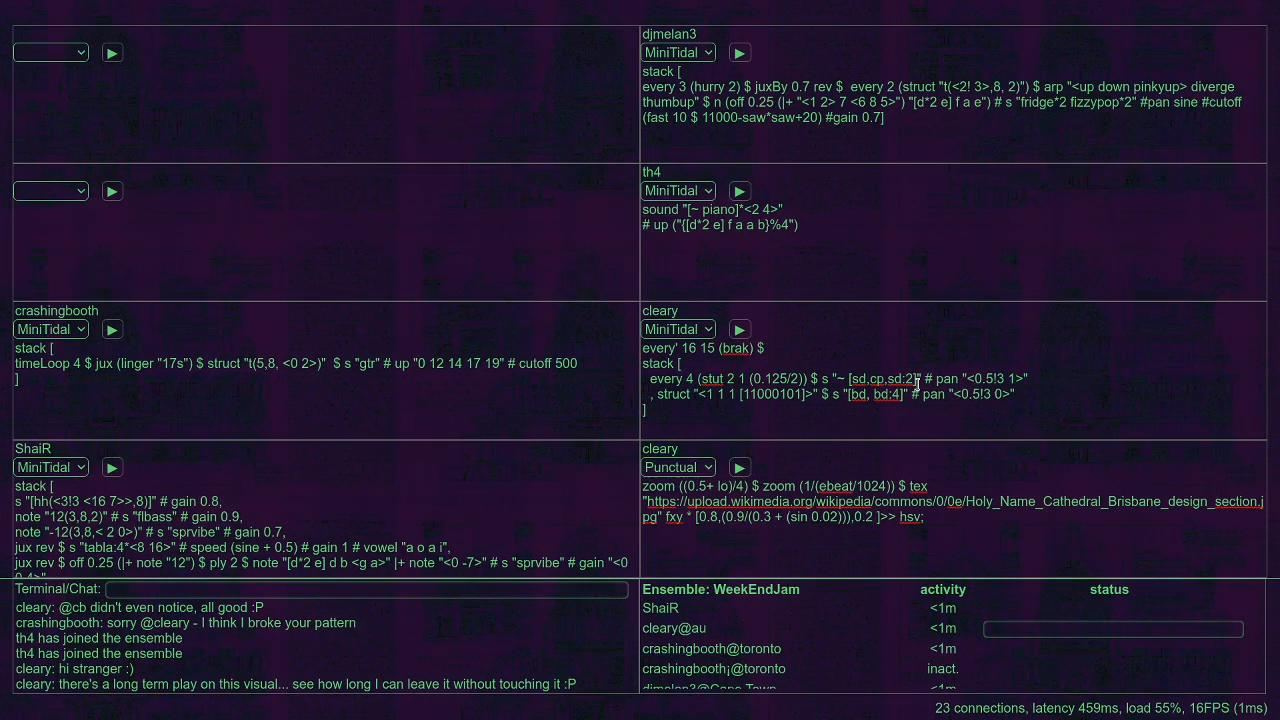 djmelan3
MiniTidal
stack [
every 3 (hurry 2) $ juxBy 0.7 rev $  every 2 (struct "t(<2! 3>,8, 2)") $ arp "<up down pinkyup> diverge
thumbup" $ n (off 0.25 (|+ "<1 2> 7 <6 8 5>") "[d*2 e] f a e") # s "fridge*2 fizzypop*2" #pan sine #cutoff
(fast 10 $ 11000-saw*saw+20) #gain 0.7]
th4
MiniTidal
sound "[~ piano]*<2 4>"
# up ("{[d*2 e] f a a b}%4")
crashingbooth
MiniTidal
stack [
timeLoop 4 $ jux (linger "17s") $ struct "t(5,8, <0 2>)"  $ s "gtr" # up "0 12 14 17 19" # cutoff 500
]
cleary
MiniTidal
every' 16 15 (brak) $
stack [
  every 4 (stut 2 1 (0.125/2)) $ s "~ [sd,cp,sd:2]" # pan "<0.5!3 1>"
  , struct "<1 1 1 [11000101]>" $ s "[bd, bd:4]" # pan "<0.5!3 0>"
]
ShaiR
MiniTidal
stack [
s "[hh(<3!3 <16 7>>,8)]" # gain 0.8,
note "12(3,8,2)" # s "flbass" # gain 0.9,
note "-12(3,8,< 2 0>)" # s "sprvibe" # gain 0.7,
jux rev $ s "tabla:4*<8 16>" # speed (sine + 0.5) # gain 1 # vowel "a o a i",
jux rev $ off 0.25 (|+ note "12") $ ply 2 $ note "[d*2 e] d b <g a>" |+ note "<0 -7>" # s "sprvibe" # gain "<0
cleary
Punctual
zoom ((0.5+ lo)/4) $ zoom (1/(ebeat/1024)) $ tex
"https://upload.wikimedia.org/wikipedia/commons/0/0e/Holy_Name_Cathedral_Brisbane_design_section.j
pg" fxy * [0.8,(0.9/(0.3 + (sin 0.02))),0.2 ]>> hsv;
Terminal/Chat:
cleary: @cb didn't even notice, all good :P
crashingbooth: sorry @cleary - I think I broke your pattern
th4 has joined the ensemble
th4 has joined the ensemble
cleary: hi stranger :)
cleary: there's a long term play on this visual... see how long I can leave it without touching it :P
Ensemble: WeekEndJam activity status
ShaiR <1m
cleary@au <1m
crashingbooth@toronto <1m
crashingbooth¡@toronto inact.
djmelan3@Cape Town <1m
23 connections, latency 459ms, load 55%, 16FPS (1ms)